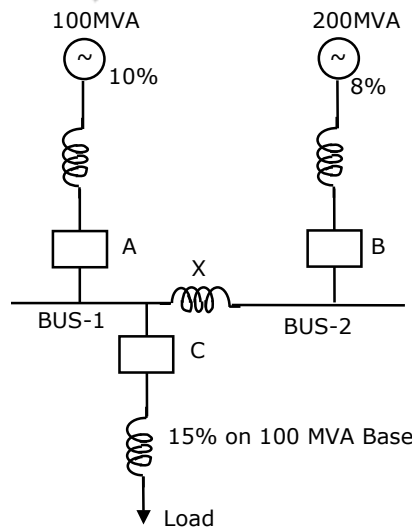 100MVA 200MVA
~ ~
10% 8%
A B
X
BUS-1 BUS-2
C
15% on 100 MVA Base
Load